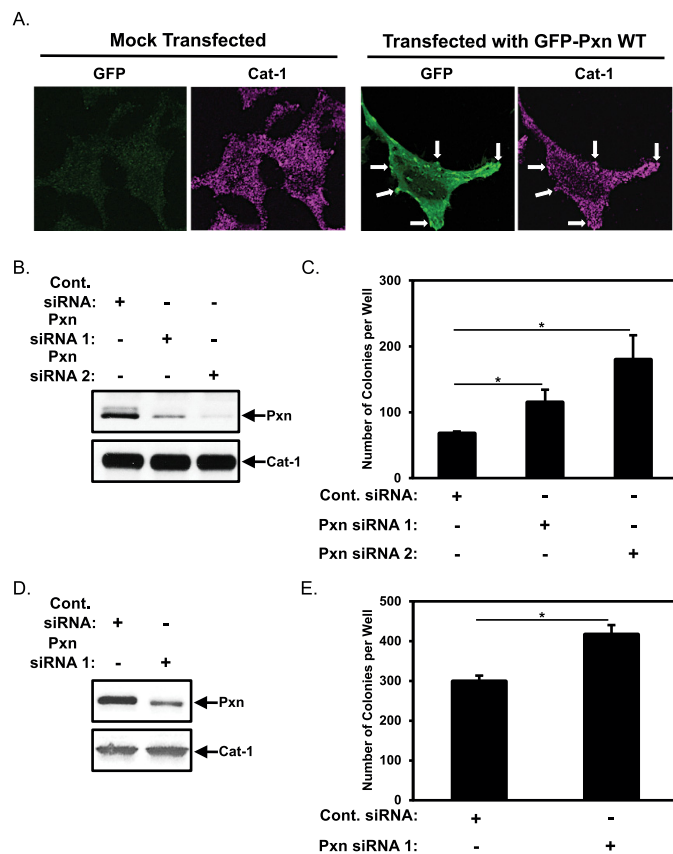 A.
Mock Transfected
Transfected with GFP-Pxn WT
GFP
Cat-1
GFP
Cat-1
B.
Cont.
siRNA: + - -
Pxn
siRNA 1: - + -
Pxn
siRNA 2: - - +
Pxn
Cat-1
C.
Number of Colonies per Well
300
200
100
0
*
*
Cont. siRNA: + - -
Pxn siRNA 1: - + -
Pxn siRNA 2: - - +
D.
Cont.
siRNA: + -
Pxn
siRNA 1: - +
Pxn
Cat-1
E.
Number of Colonies per Well
500
400
300
200
100
0
*
Cont. siRNA: + -
Pxn siRNA 1: - +